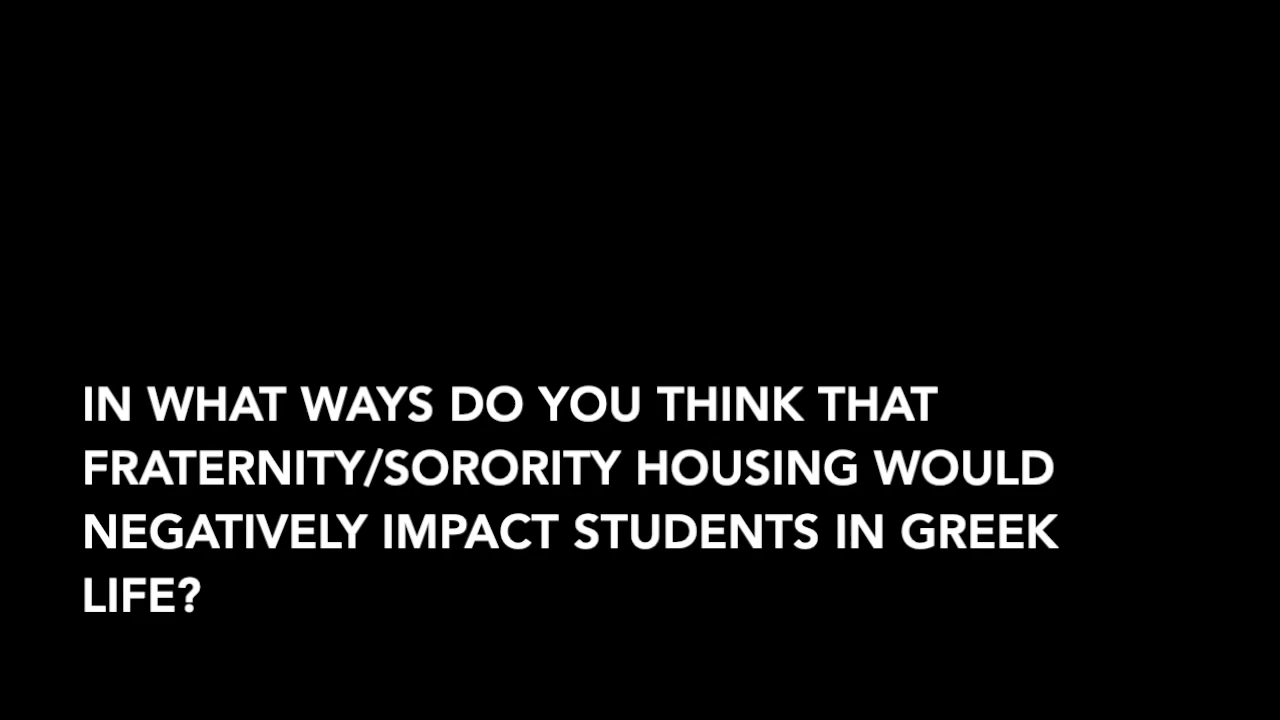 IN WHAT WAYS DO YOU THINK THAT
FRATERNITY/SORORITY HOUSING WOULD
NEGATIVELY IMPACT STUDENTS IN GREEK
LIFE?